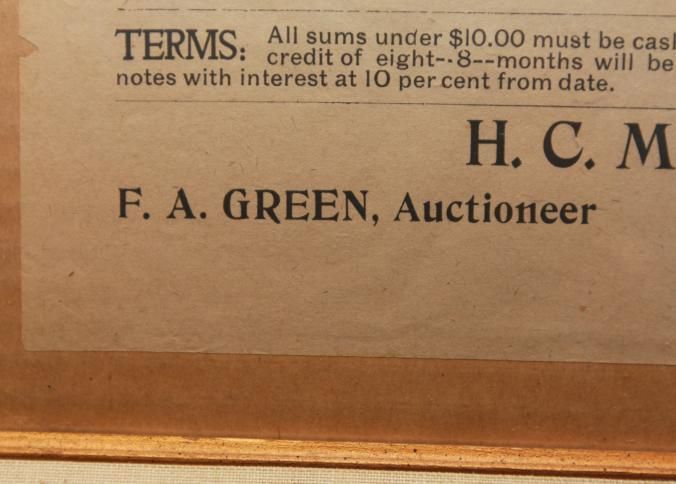 TERMS: All sums under $10.00 must be cash
credit of eight--8--months will be
notes with interest at 10 per cent from date.
H. C. M
F. A. GREEN, Auctioneer